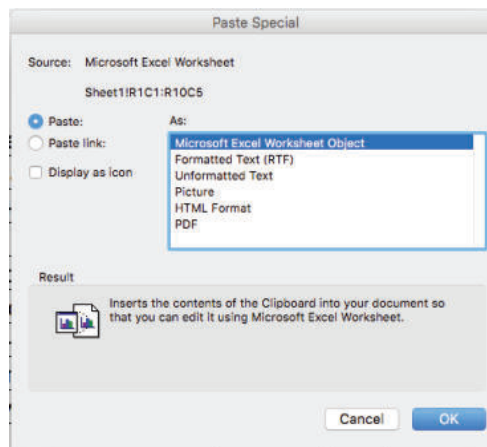 Paste Special
Source: Microsoft Excel Worksheet
Sheet1!R1C1:R10C5
Paste:
As:
Paste link:
Display as icon
Microsoft Excel Worksheet Object
Formatted Text (RTF)
Unformatted Text
Picture
HTML Format
PDF
Result
Inserts the contents of the Clipboard into your document so
that you can edit it using Microsoft Excel Worksheet.
Cancel
OK